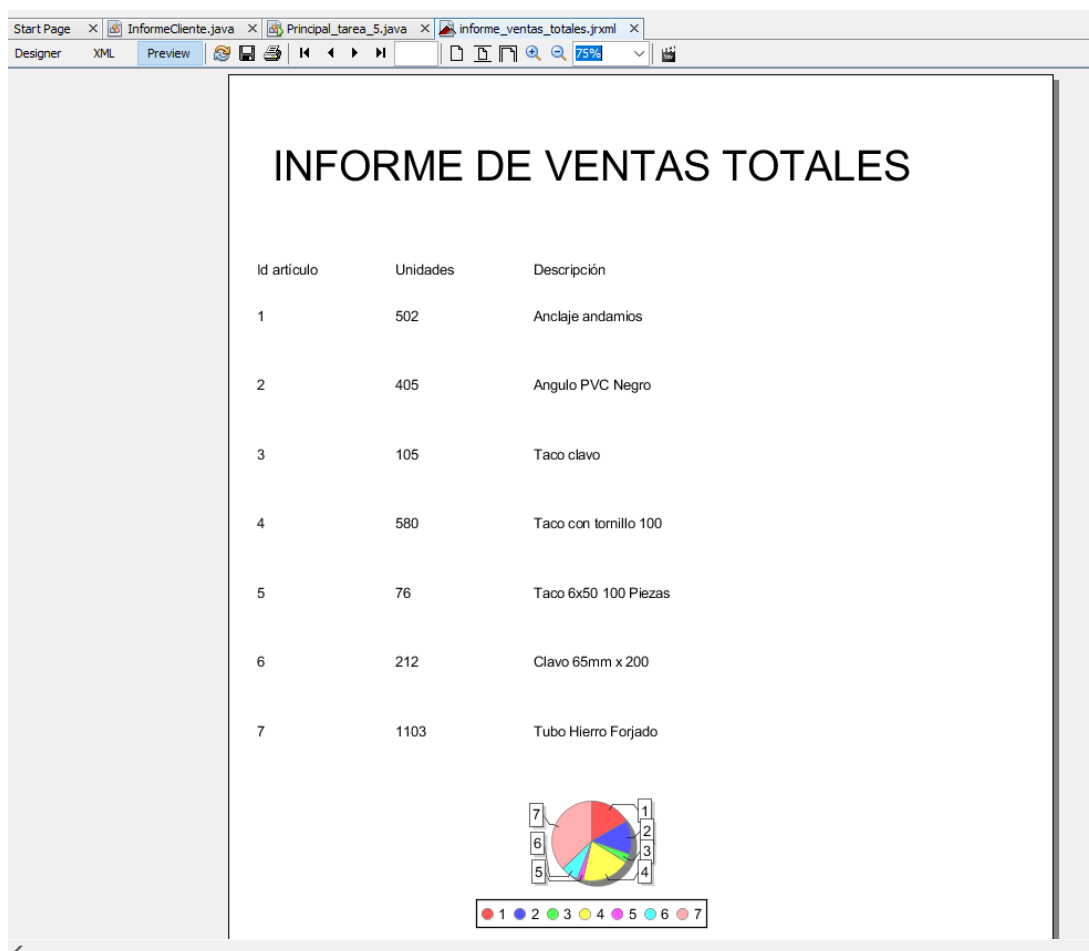 Start Page InformeCliente.java Principal_tarea_5.java informe_ventas_totales.jrxml
Designer XML Preview 75%
INFORME DE VENTAS TOTALES
Id artículo Unidades Descripción
1 502 Anclaje andamios
2 405 Angulo PVC Negro
3 105 Taco clavo
4 580 Taco con tornillo 100
5 76 Taco 6x50 100 Piezas
6 212 Clavo 65mm x 200
7 1103 Tubo Hierro Forjado
7 1
2
6 3
5 4
1 2 3 4 5 6 7